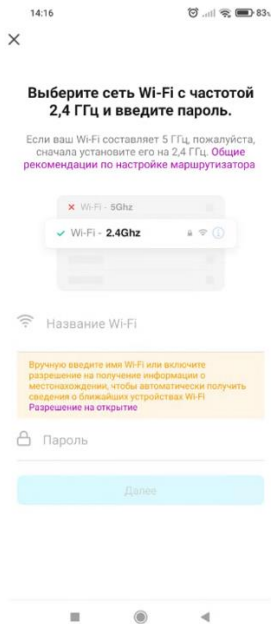 14:16
83%
Выберите сеть Wi-Fi с частотой
2,4 ГГц и введите пароль.
Если ваш Wi-Fi составляет 5 ГГц, пожалуйста,
сначала установите его на 2,4 ГГц. Общие
рекомендации по настройке маршрутизатора
Wi-Fi - 5Ghz
Wi-Fi - 2.4Ghz
Название Wi-Fi
Вручную введите имя Wi-Fi или включите
разрешение на получение информации о
местонахождении, чтобы автоматически получить
сведения о ближайших устройствах Wi-Fi
Разрешение на открытие
Пароль
Далее